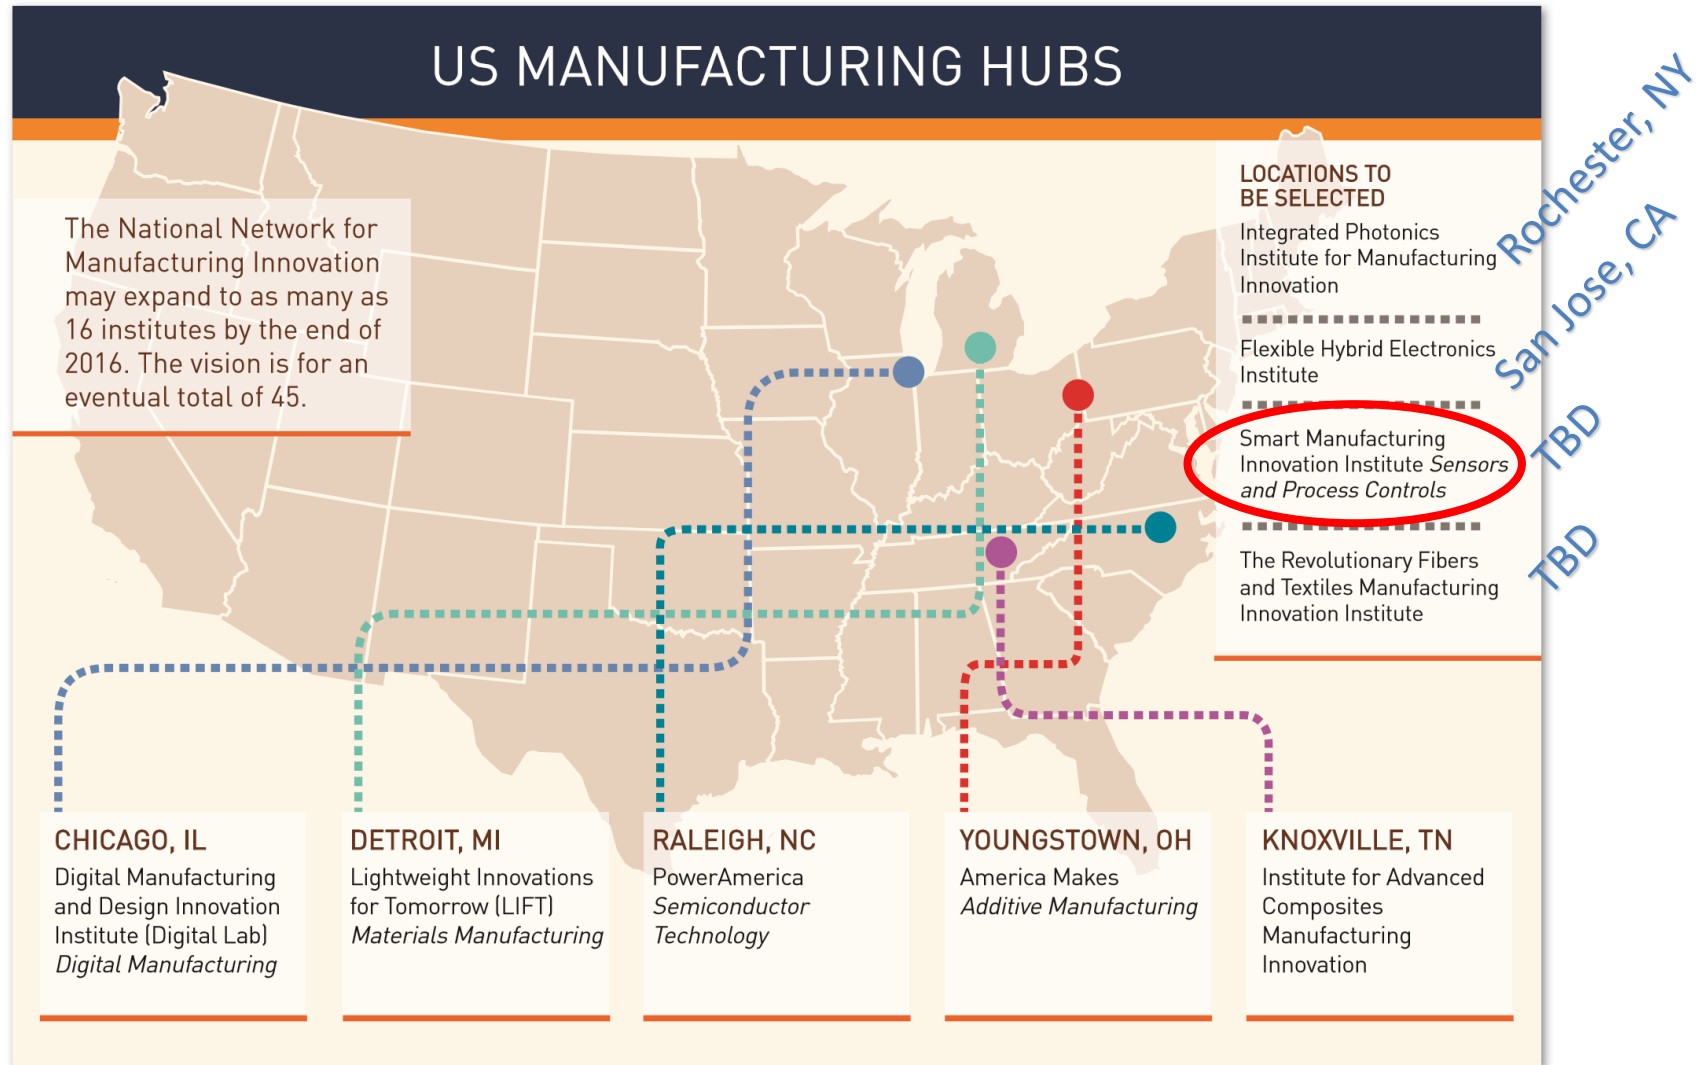 US MANUFACTURING HUBS
The National Network for
Manufacturing Innovation
may expand to as many as
16 institutes by the end of
2016. The vision is for an
eventual total of 45.
LOCATIONS TO
BE SELECTED
Integrated Photonics
Institute for Manufacturing
Innovation
Rochester, NY
Flexible Hybrid Electronics
Institute
San Jose, CA
Smart Manufacturing
Innovation Institute Sensors
and Process Controls
TBD
The Revolutionary Fibers
and Textiles Manufacturing
Innovation Institute
TBD
CHICAGO, IL
Digital Manufacturing
and Design Innovation
Institute (Digital Lab)
Digital Manufacturing
DETROIT, MI
Lightweight Innovations
for Tomorrow (LIFT)
Materials Manufacturing
RALEIGH, NC
PowerAmerica
Semiconductor
Technology
YOUNGSTOWN, OH
America Makes
Additive Manufacturing
KNOXVILLE, TN
Institute for Advanced
Composites
Manufacturing
Innovation